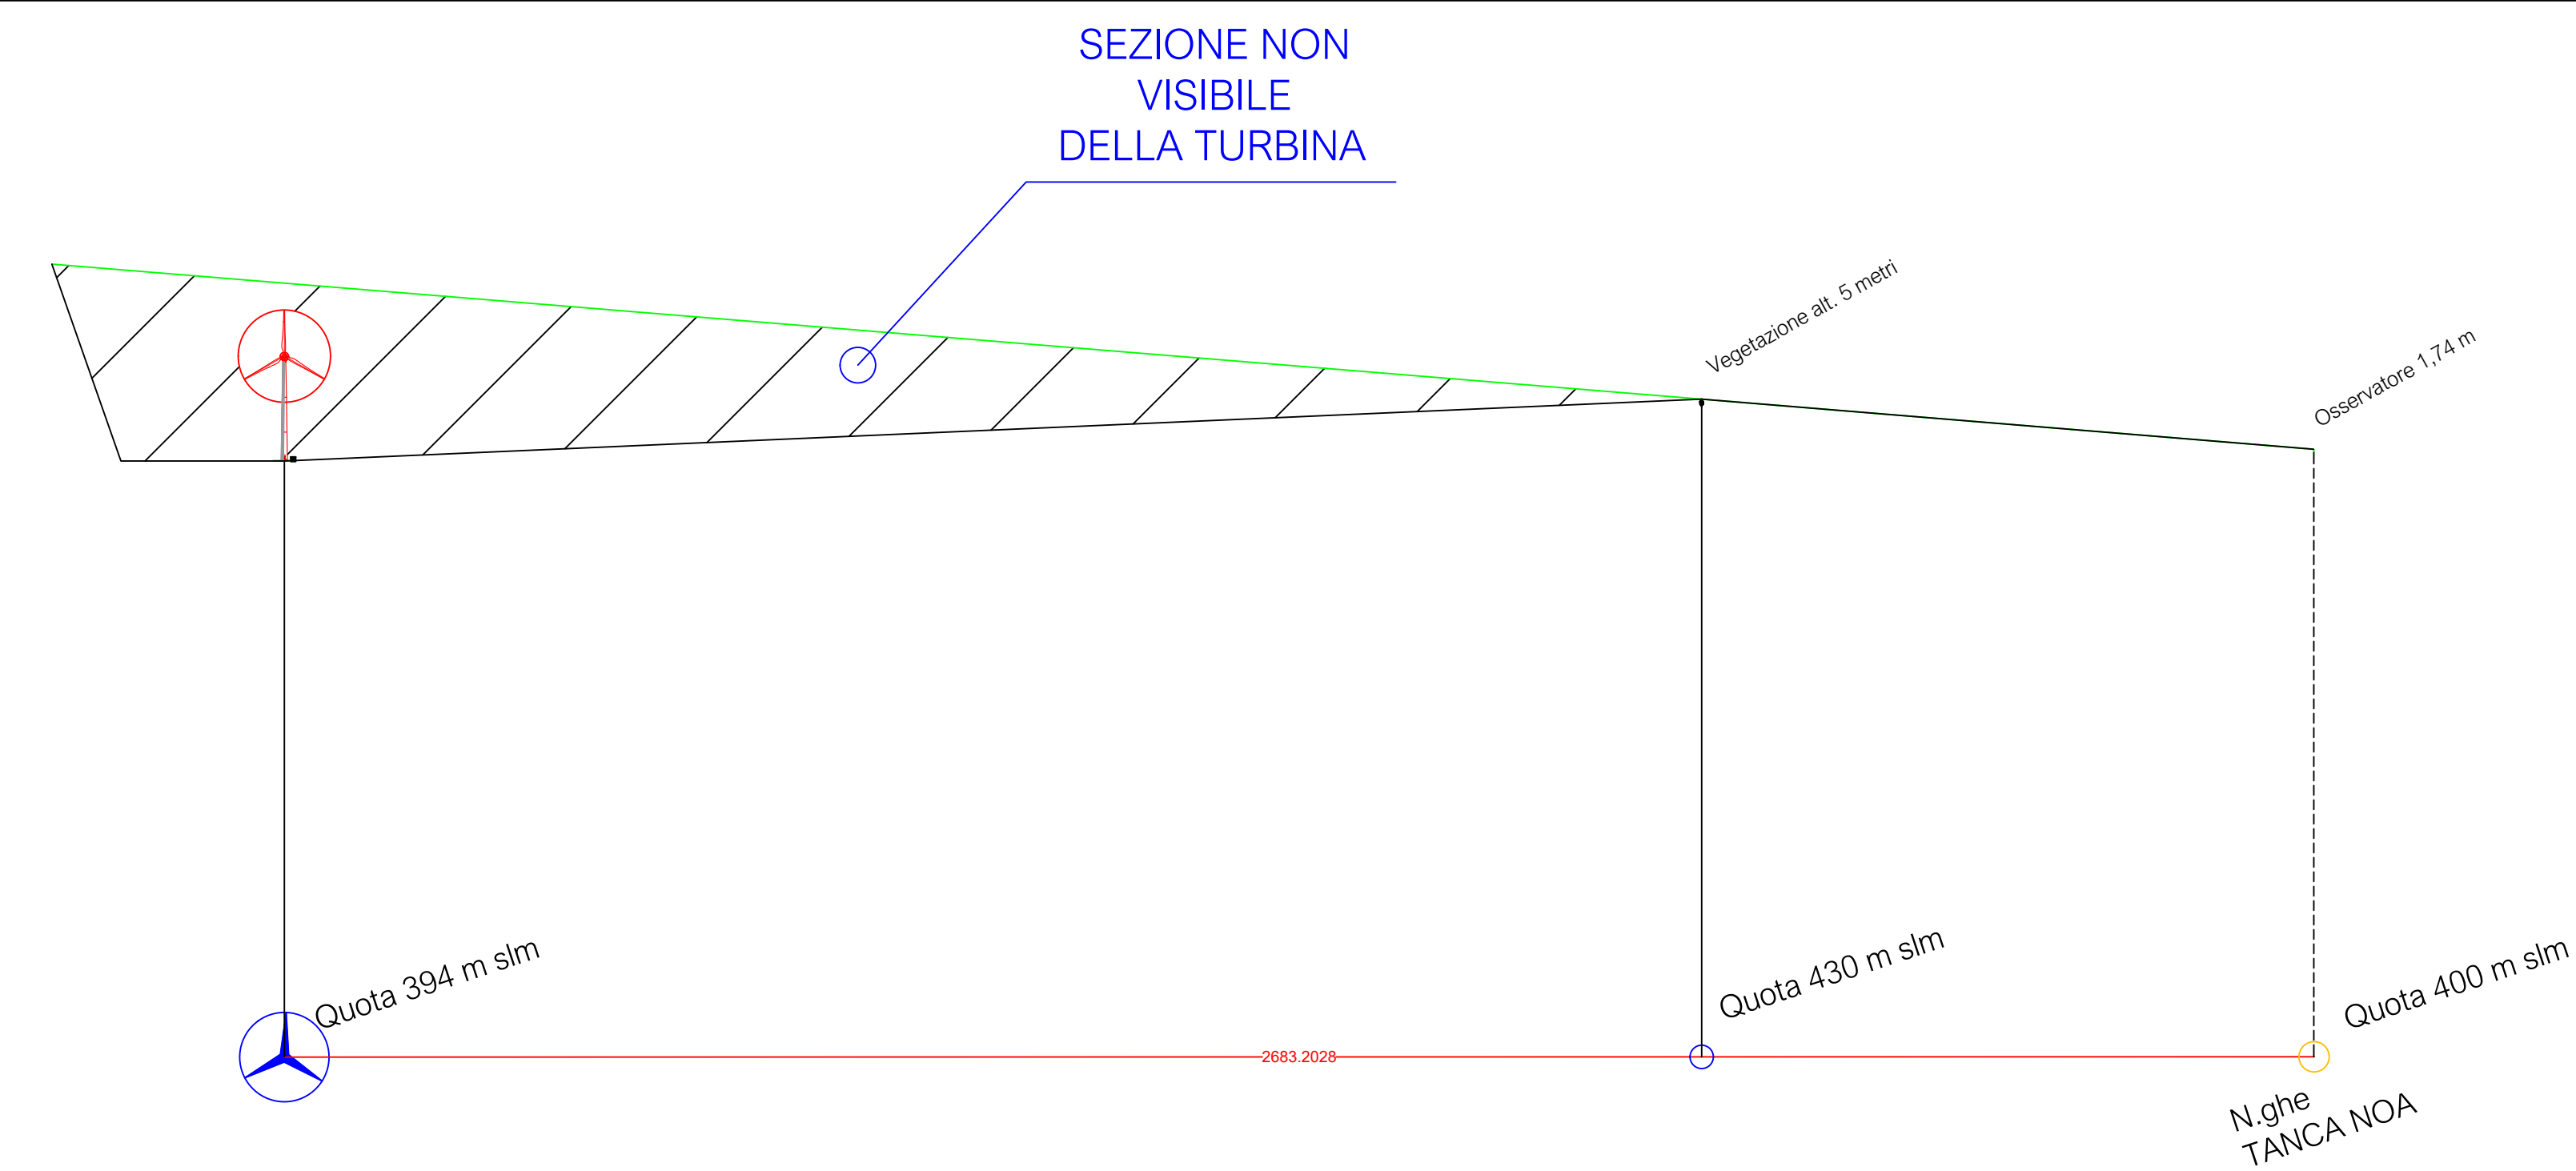 SEZIONE NON
VISIBILE
DELLA TURBINA
Vegetazione alt. 5 metri
Osservatore 1,74 m
Quota 394 m slm
Quota 430 m slm
Quota 400 m slm
2683.2028
N.ghe
TANCA NOA